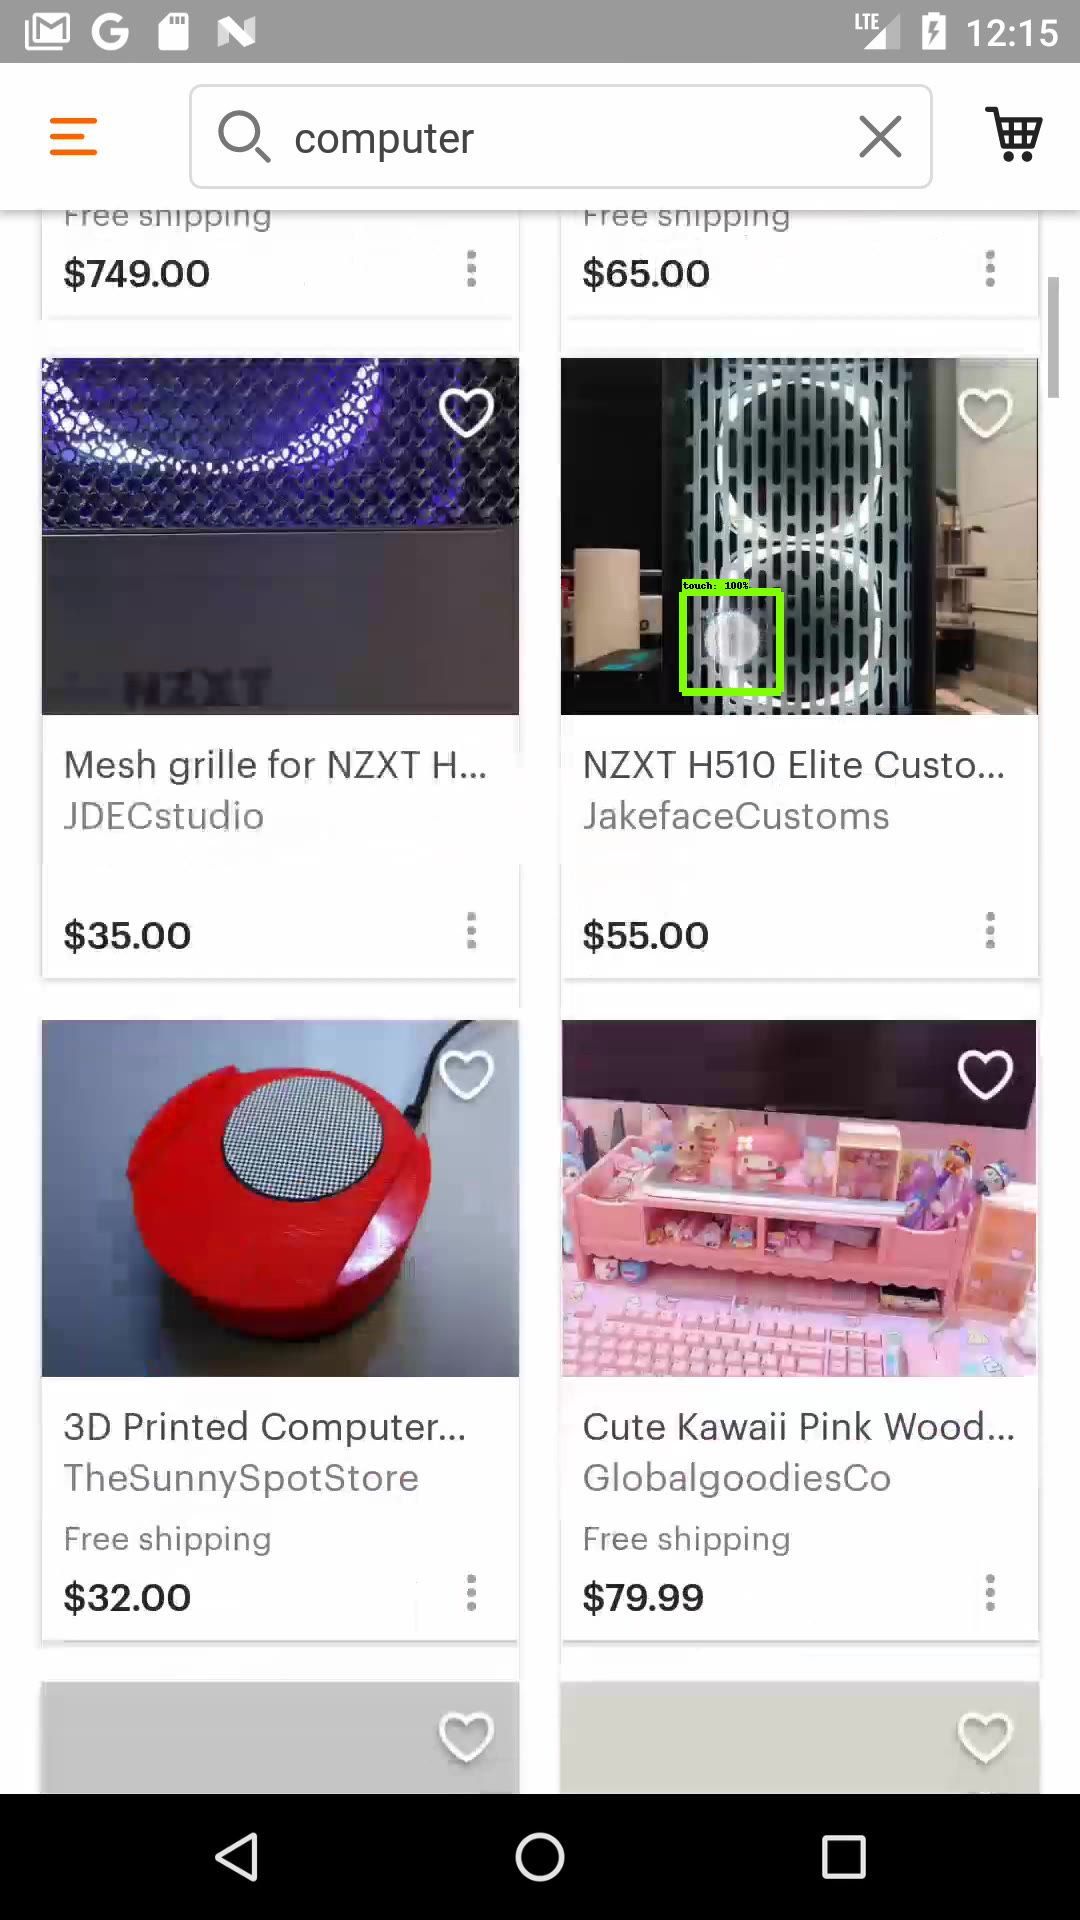 LTE 12:15
computer
Free shipping
Free shipping
$749.00
$65.00
touch: 100%
NZXT
Mesh grille for NZXT H...
JDECstudio
$35.00
NZXT H510 Elite Custo...
JakefaceCustoms
$55.00
3D Printed Computer...
TheSunnySpotStore
Free shipping
$32.00
Cute Kawaii Pink Wood...
GlobalgoodiesCo
Free shipping
$79.99